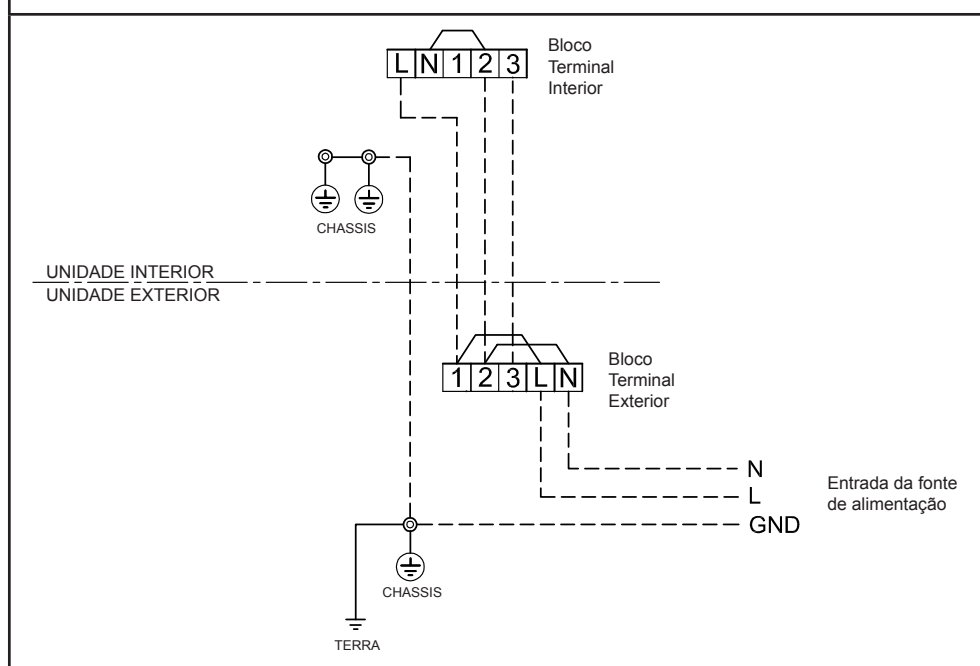 L N 1 2 3
Bloco
Terminal
Interior
CHASSIS
UNIDADE INTERIOR
UNIDADE EXTERIOR
1 2 3 L N
Bloco
Terminal
Exterior
N
L
GND
Entrada da fonte
de alimentação
CHASSIS
TERRA